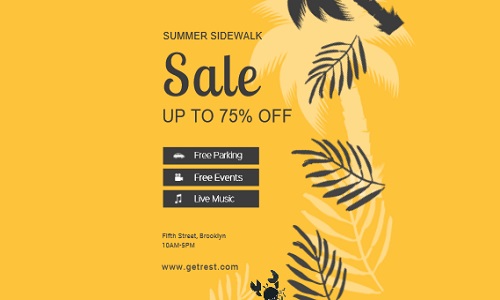 SUMMER SIDEWALK
Sale
UP TO 75% OFF
Free Parking
Free Events
Live Music
Fifth Street, Brooklyn
10AM-5PM
www.getrest.com